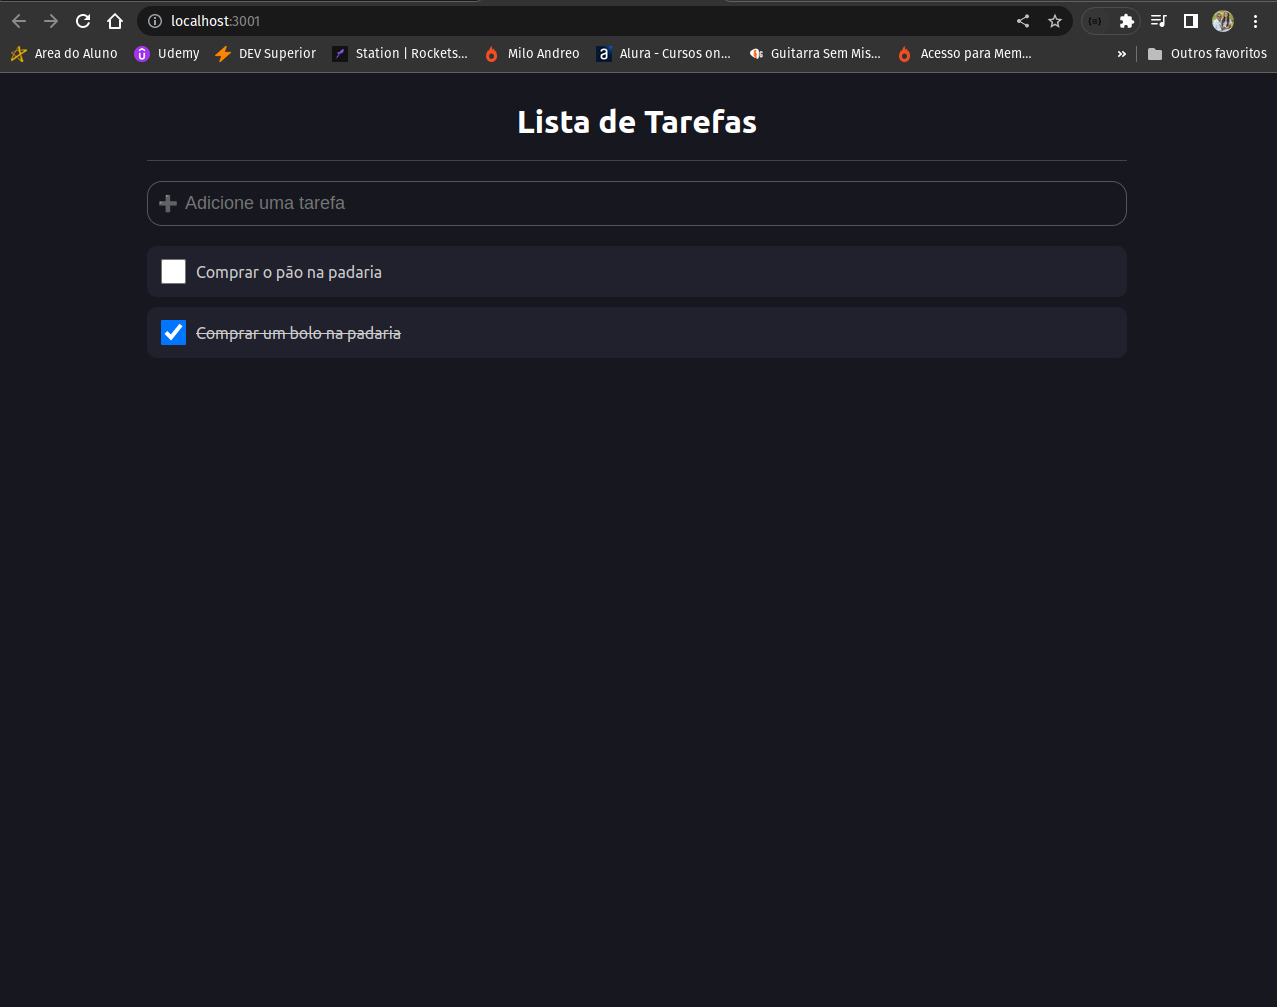 localhost:3001
Area do Aluno Udemy DEV Superior Station | Rockets... Milo Andreo Alura - Cursos on... Guitarra Sem Mis... Acesso para Mem... » Outros favoritos
Lista de Tarefas
Adicione uma tarefa
Comprar o pão na padaria
Comprar um bolo na padaria